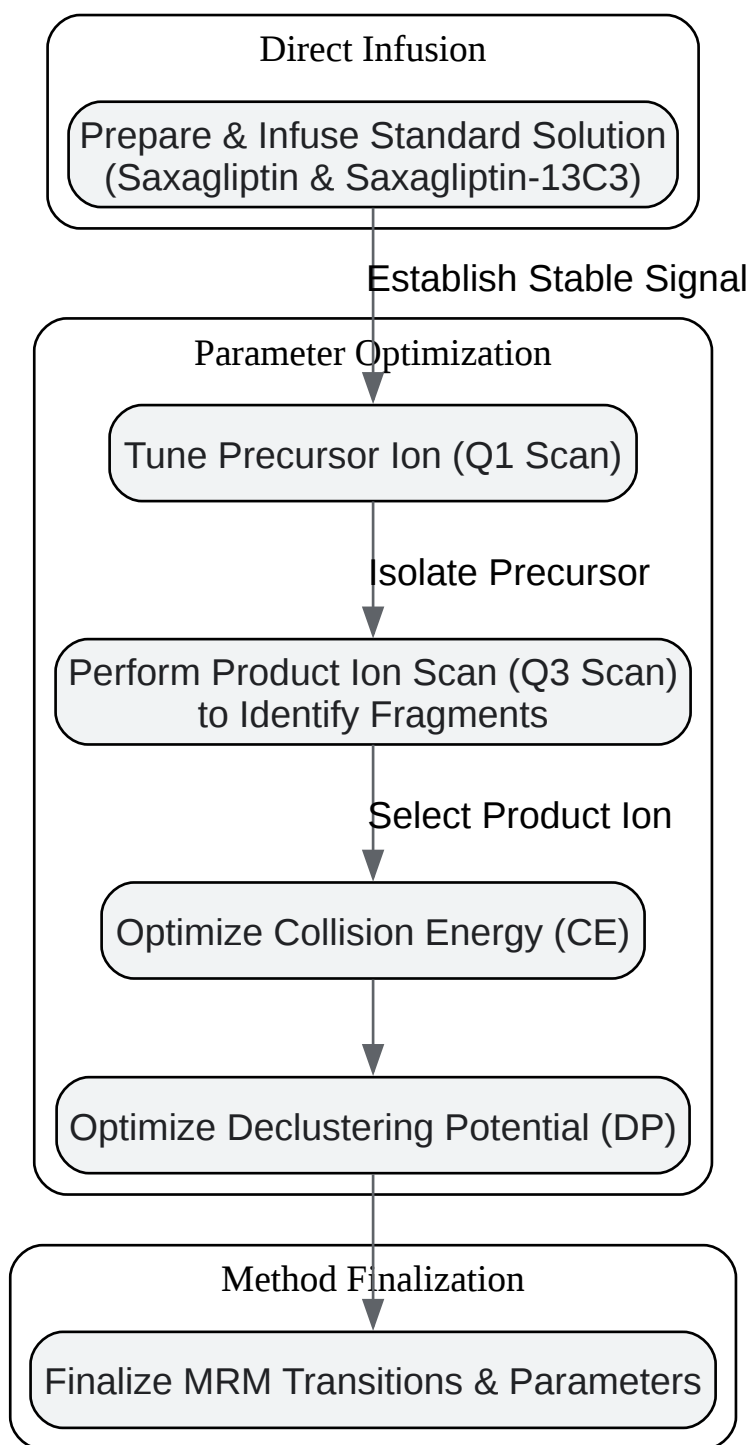 Direct Infusion
Prepare & Infuse Standard Solution
(Saxagliptin & Saxagliptin-13C3)
Establish Stable Signal
Parameter Optimization
Tune Precursor Ion (Q1 Scan)
Isolate Precursor
Perform Product Ion Scan (Q3 Scan)
to Identify Fragments
Select Product Ion
Optimize Collision Energy (CE)
Optimize Declustering Potential (DP)
Method Finalization
Finalize MRM Transitions & Parameters